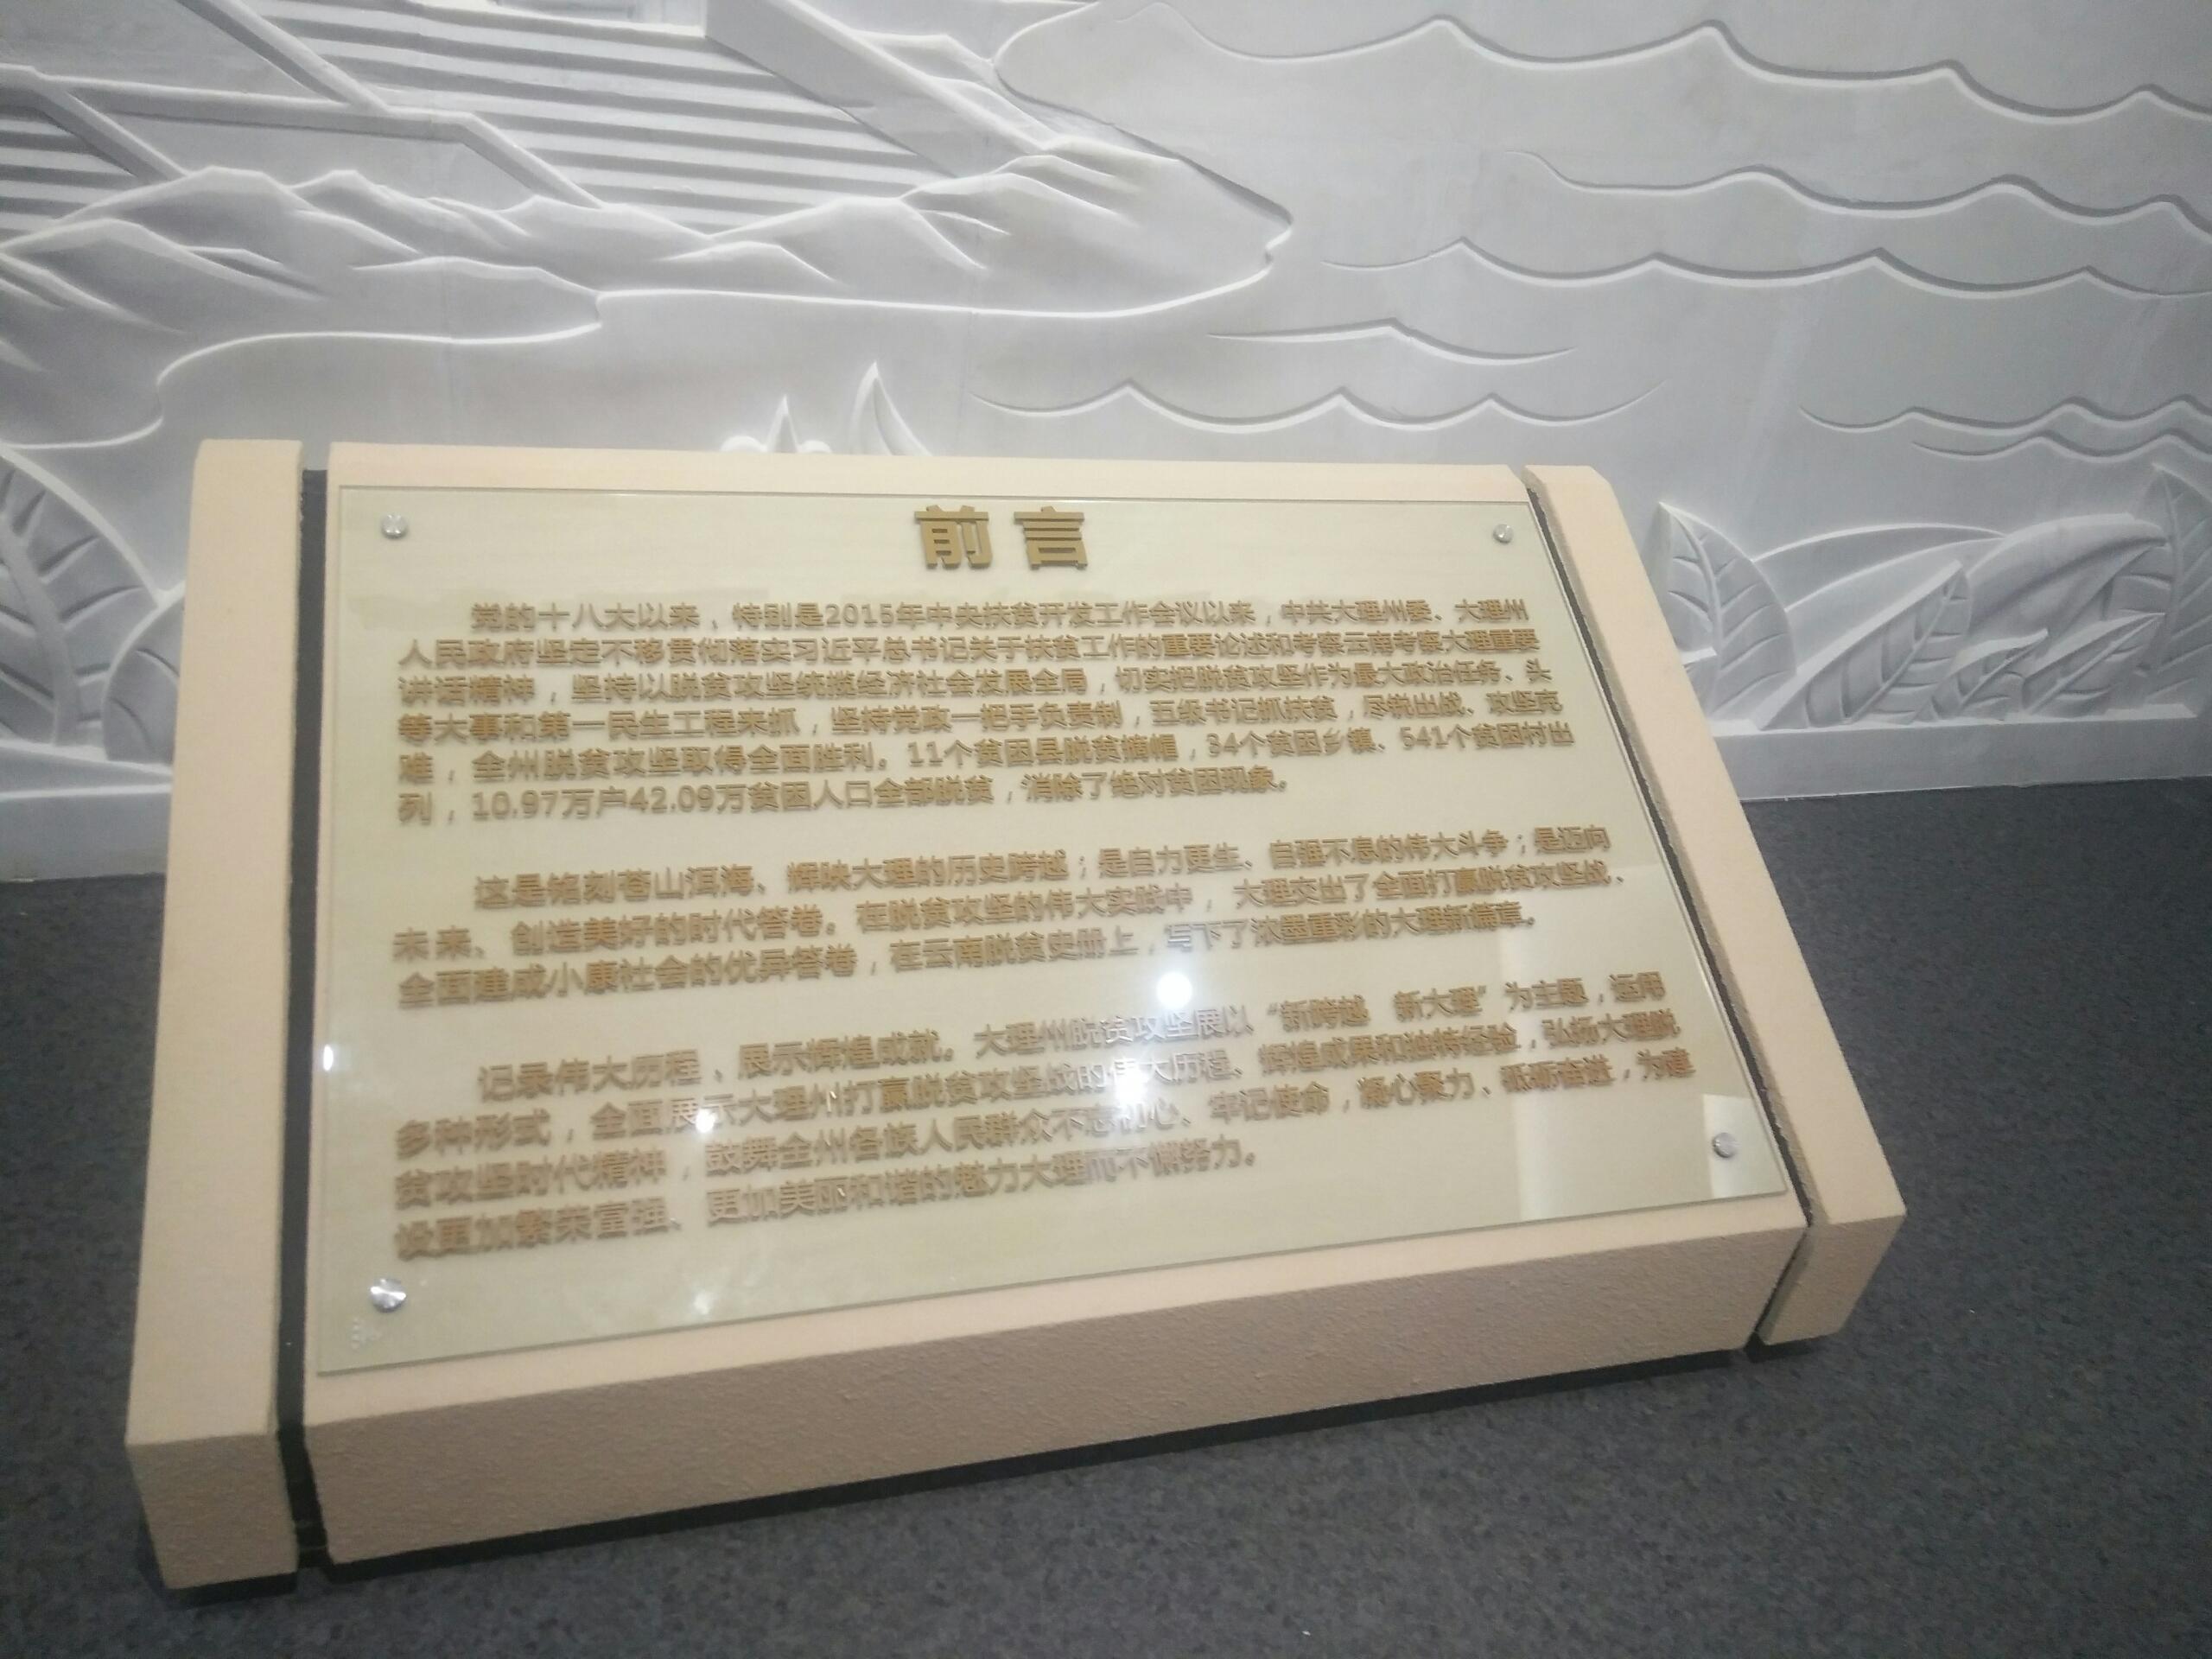 前言
党的十八大以来，特别是2015年中央扶贫开发工作会议以来，中共大理州委、大理州
人民政府坚定不移贯彻落实习近平总书记关于扶贫工作的重要论述和考察云南考察大理重要
讲话精神，坚持以脱贫攻坚统揽经济社会发展全局，切实把脱贫攻坚作为最大政治任务、头
等大事和第一民生工程来抓，坚持党政一把手负责制，五级书记抓扶贫，尽锐出战、攻坚克
难，全州脱贫攻坚取得全面胜利。11个贫困县脱贫摘帽，34个贫困乡镇、541个贫困村出
列，10.97万户42.09万贫困人口全部脱贫，消除了绝对贫困现象。
这是铭刻苍山洱海、辉映大理的历史跨越；是自力更生、自强不息的伟大斗争；是迈向
未来、创造美好的时代答卷。在脱贫攻坚的伟大实践中，大理交出了全面打赢脱贫攻坚战、
全面建成小康社会的优异答卷，在云南脱贫史册上，写下了浓墨重彩的大理新篇章。
记录伟大历程、展示辉煌成就。大理州脱贫攻坚展以“新跨越 新大理”为主题，运用
多种形式，全面展示大理州打赢脱贫攻坚战的伟大历程、辉煌成果和独特经验，弘扬大理脱
贫攻坚时代精神，鼓舞全州各族人民群众不忘初心、牢记使命，凝心聚力、砥砺奋进，为建
设更加繁荣富强、更加美丽和谐的魅力大理而不懈努力。